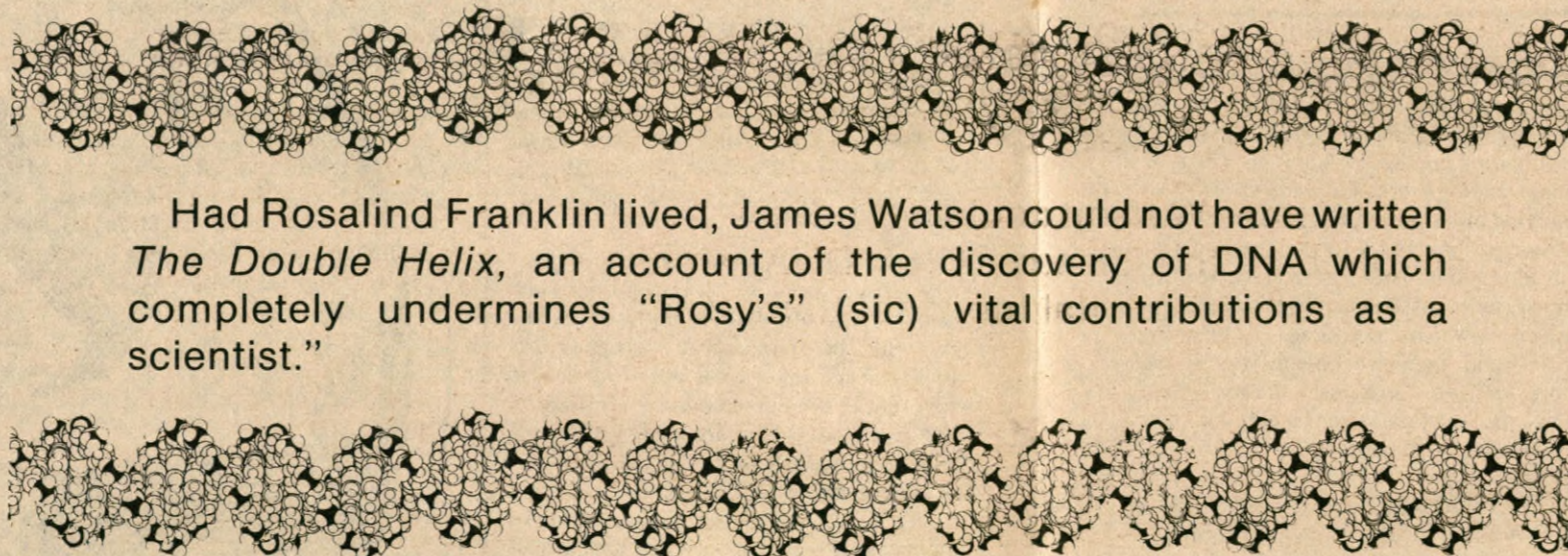 Had Rosalind Franklin lived, James Watson could not have written
The Double Helix, an account of the discovery of DNA which
completely undermines “Rosy’s” (sic) vital contributions as a
scientist.”